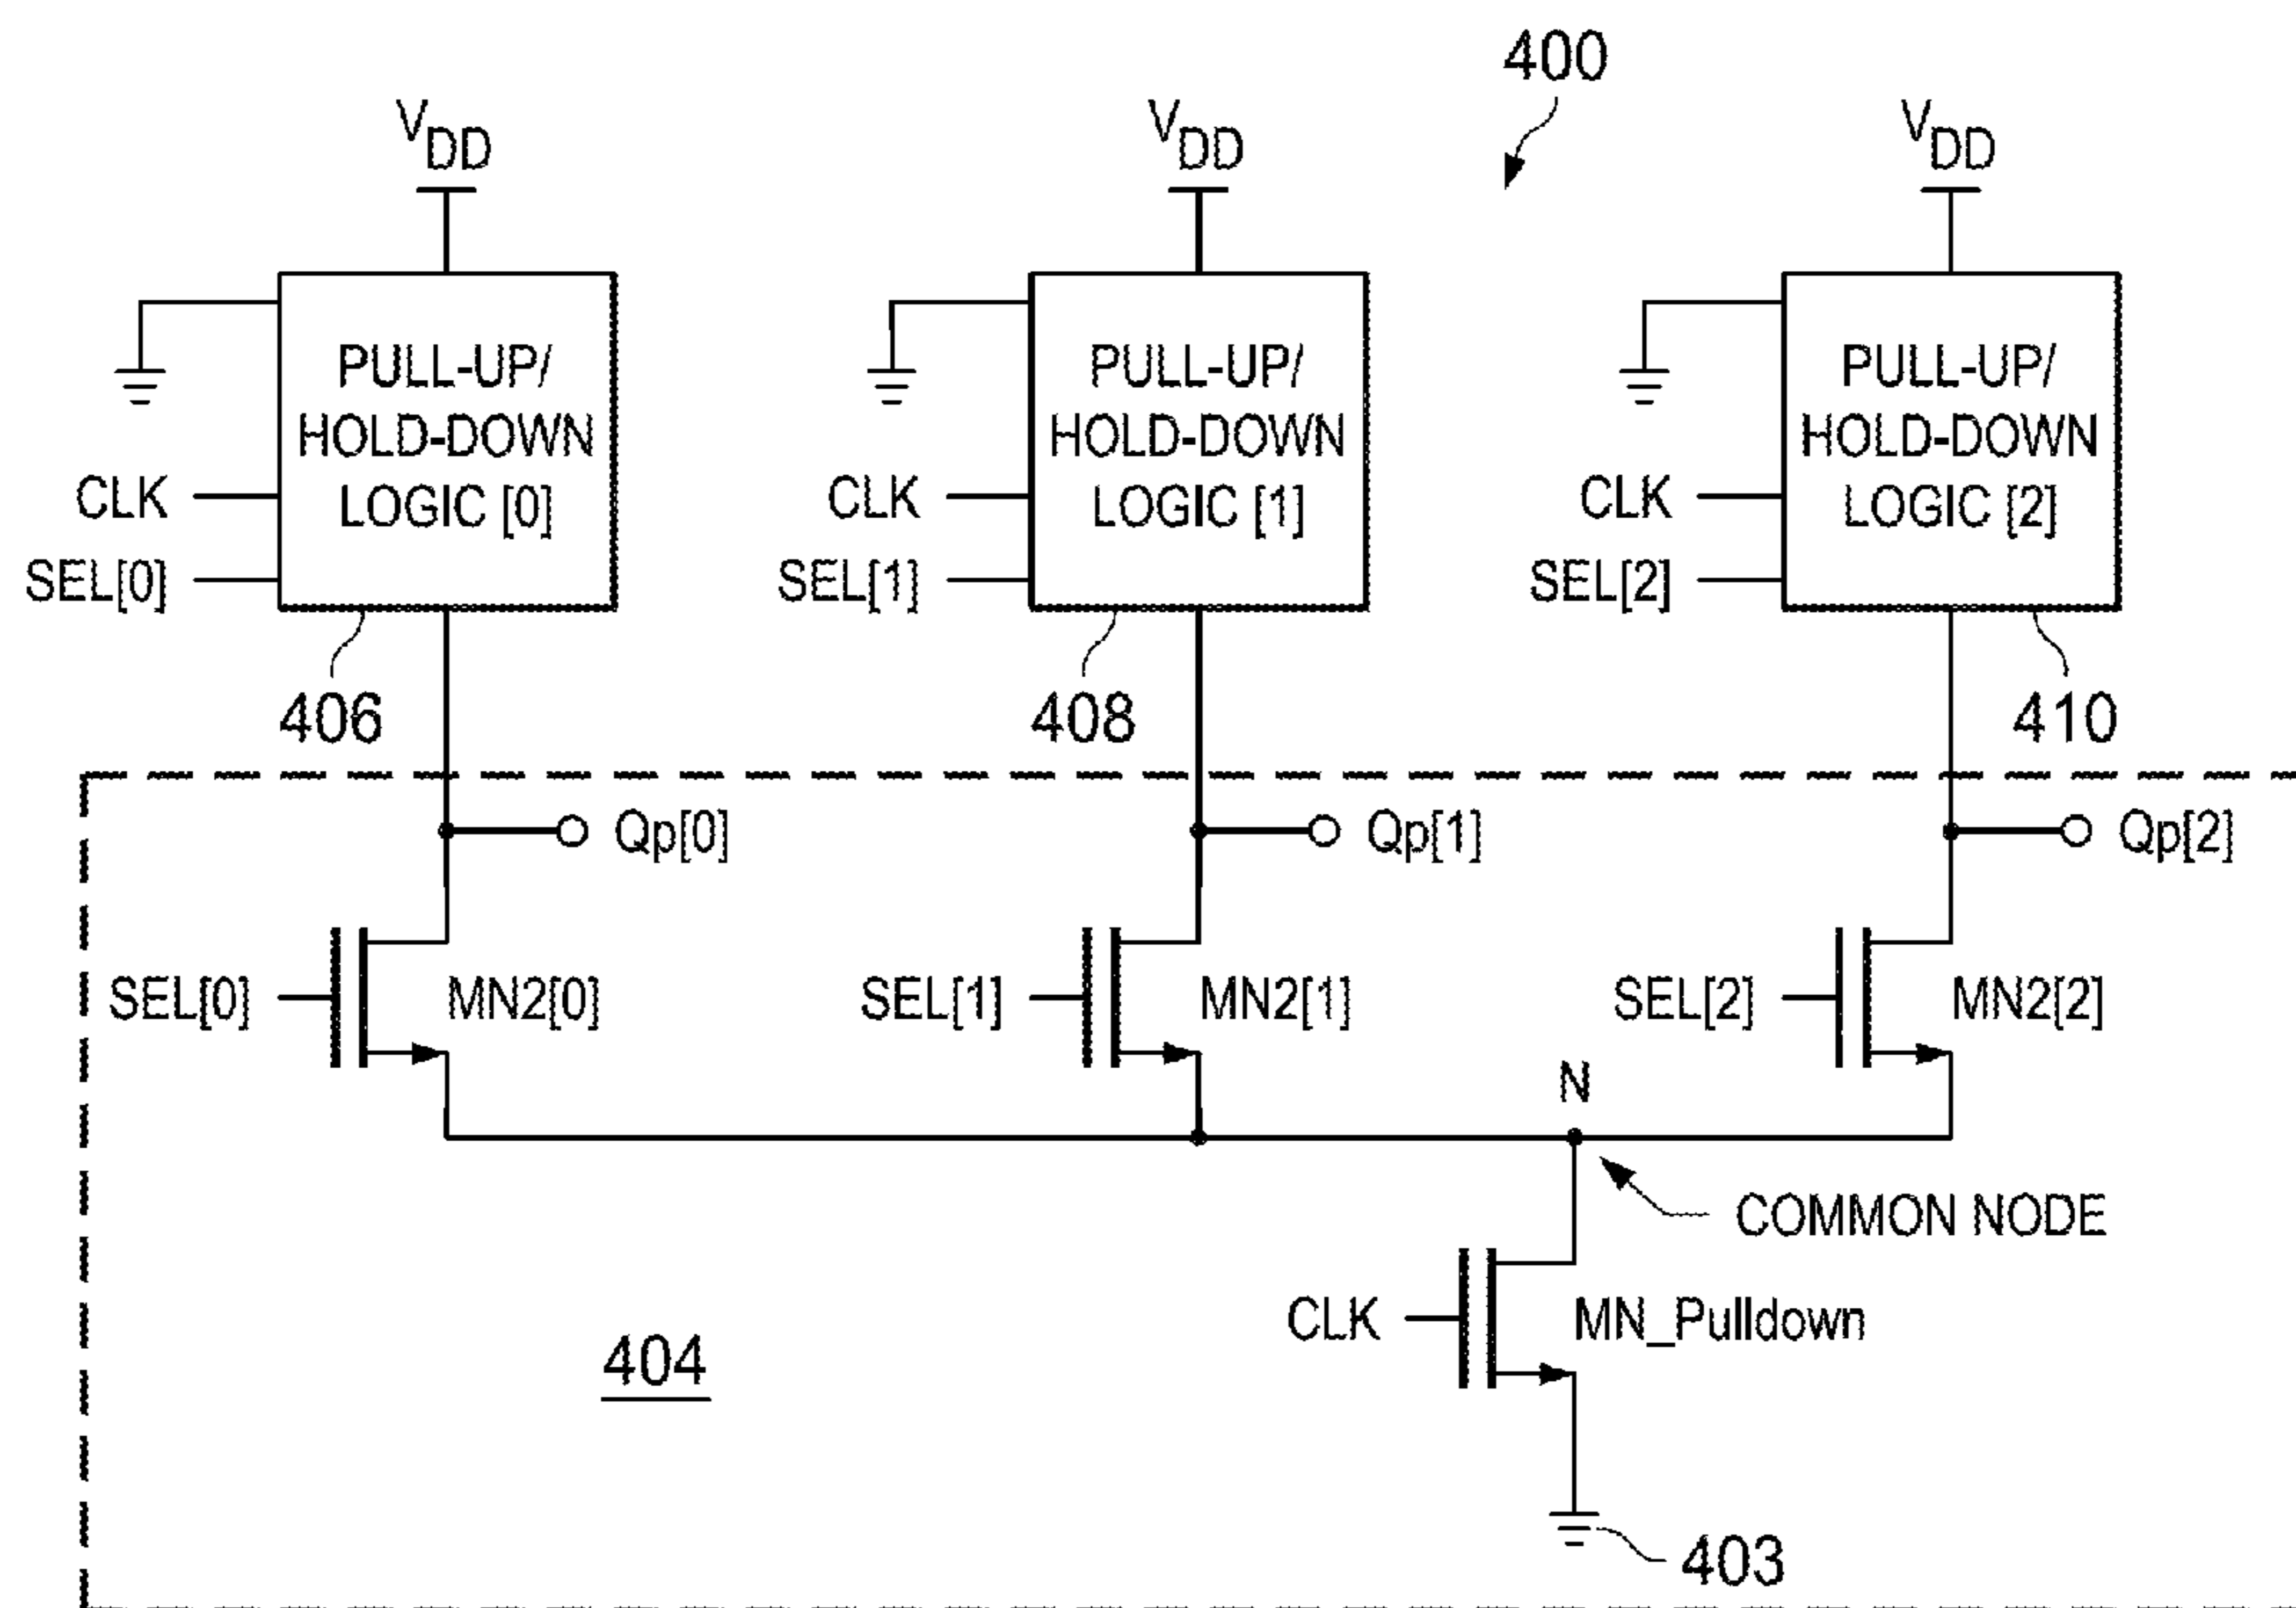 400
VDD
VDD
VDD
PULL-UP/
HOLD-DOWN
LOGIC [0]
CLK
SEL[0]
406
PULL-UP/
HOLD-DOWN
LOGIC [1]
CLK
SEL[1]
408
PULL-UP/
HOLD-DOWN
LOGIC [2]
CLK
SEL[2]
410
Qp[0]
Qp[1]
Qp[2]
SEL[0]
MN2[0]
SEL[1]
MN2[1]
SEL[2]
MN2[2]
N
COMMON NODE
CLK
MN_Pulldown
404
403